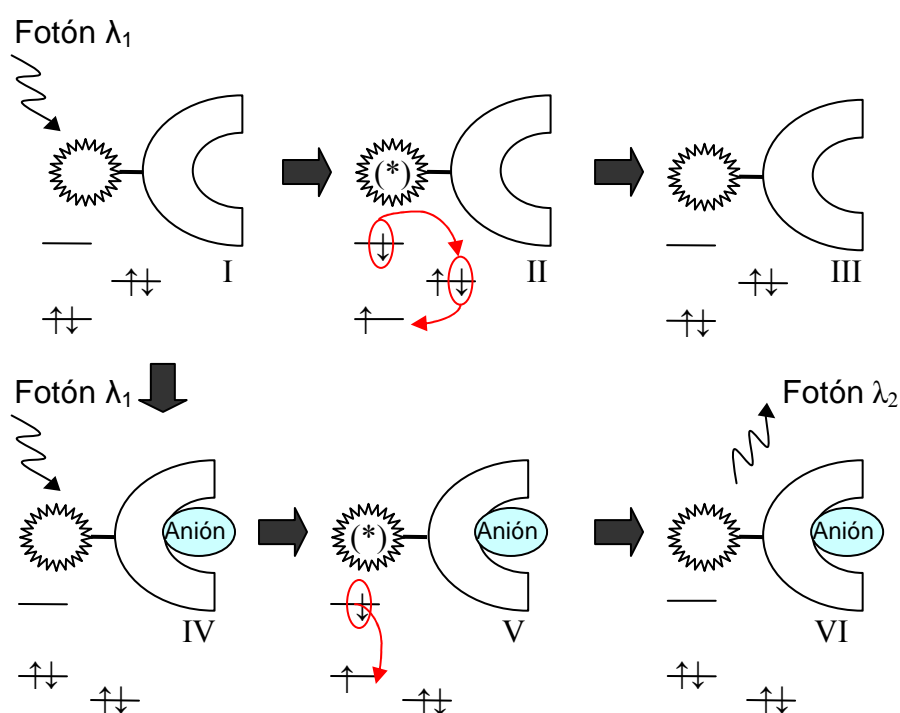 Fotón λ₁
(*)
I
II
III
Fotón λ₁
Fotón λ₂
Anión
(*)
Anión
Anión
IV
V
VI